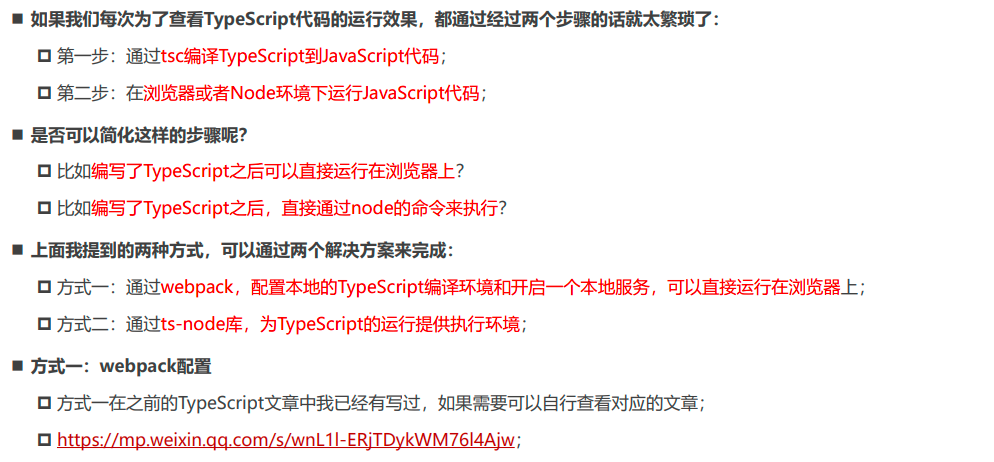 如果我们每次为了查看TypeScript代码的运行效果，都通过经过两个步骤的话就太繁琐了：
第一步：通过tsc编译TypeScript到JavaScript代码；
第二步：在浏览器或者Node环境下运行JavaScript代码；
是否可以简化这样的步骤呢？
比如编写了TypeScript之后可以直接运行在浏览器上？
比如编写了TypeScript之后，直接通过node的命令来执行？
上面我提到的两种方式，可以通过两个解决方案来完成：
方式一：通过webpack，配置本地的TypeScript编译环境和开启一个本地服务，可以直接运行在浏览器上；
方式二：通过ts-node库，为TypeScript的运行提供执行环境；
方式一：webpack配置
方式一在之前的TypeScript文章中我已经有写过，如果需要可以自行查看对应的文章；
https://mp.weixin.qq.com/s/wnL1l-ERjTDykWM76l4Ajw；